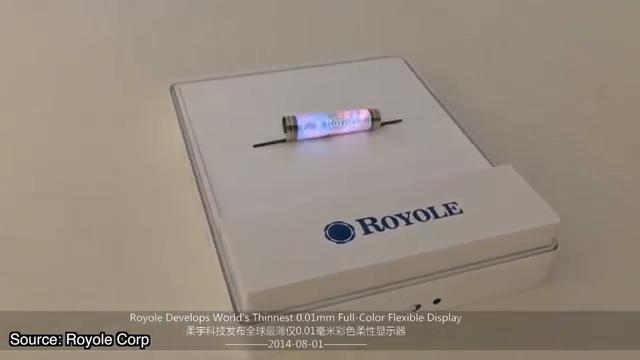 Royole
ROYOLE
Royole Develops World's Thinnest 0.01mm Full-Color Flexible Display
柔宇科技发布全球最薄仅0.01毫米彩色柔性显示器
2014-08-01
Source: Royole Corp